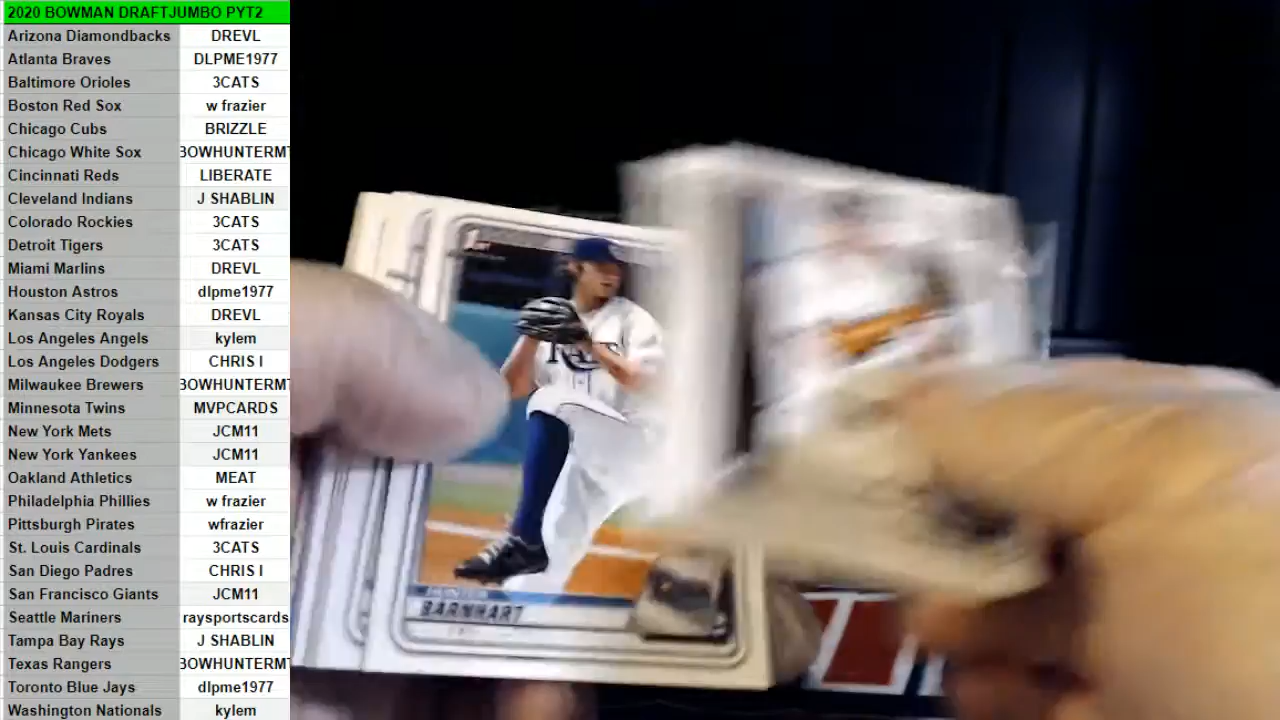 2020 BOWMAN DRAFTJUMBO PYT2
Arizona Diamondbacks DREVL
Atlanta Braves DLPME1977
Baltimore Orioles 3CATS
Boston Red Sox w frazier
Chicago Cubs BRIZZLE
Chicago White Sox BOWHUNTERMT
Cincinnati Reds LIBERATE
Cleveland Indians J SHABLIN
Colorado Rockies 3CATS
Detroit Tigers 3CATS
Miami Marlins DREVL
Houston Astros dlpme1977
Kansas City Royals DREVL
Los Angeles Angels kylem
Los Angeles Dodgers CHRIS I
Milwaukee Brewers BOWHUNTERMT
Minnesota Twins MVPCARDS
New York Mets JCM11
New York Yankees JCM11
Oakland Athletics MEAT
Philadelphia Phillies w frazier
Pittsburgh Pirates wfrazier
St. Louis Cardinals 3CATS
San Diego Padres CHRIS I
San Francisco Giants JCM11
Seattle Mariners raysportscards
Tampa Bay Rays J SHABLIN
Texas Rangers BOWHUNTERMT
Toronto Blue Jays dlpme1977
Washington Nationals kylem
RAYS
BARNHART